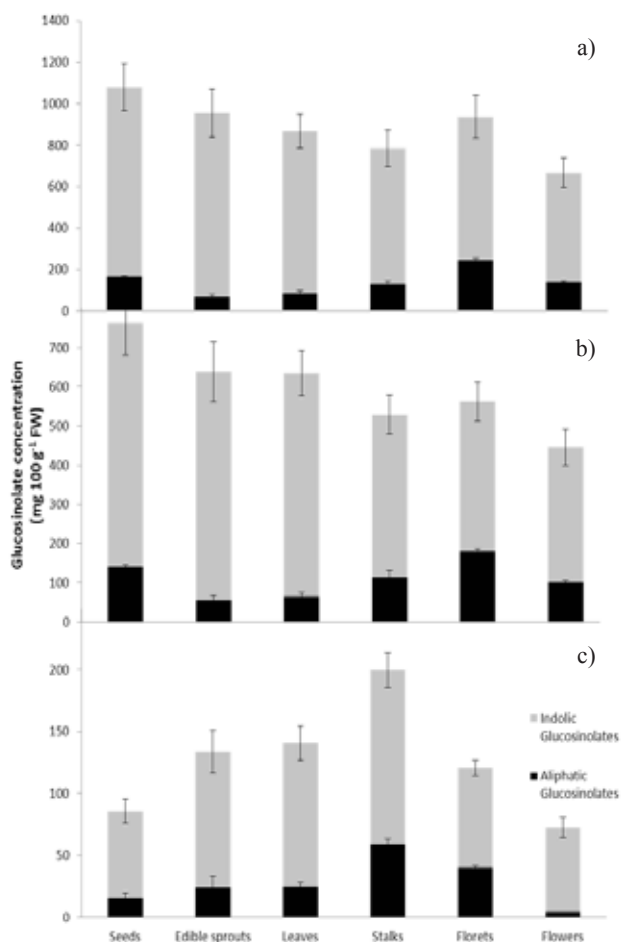 a)
1400
1200
1000
800
600
400
200
0
b)
700
600
500
400
300
200
100
0
Glucosinolate concentration
(mg 100 g⁻¹ FW)
c)
200
150
100
50
0
Indolic
Glucosinolates
Aliphatic
Glucosinolates
Seeds Edible sprouts Leaves Stalks Florets Flowers